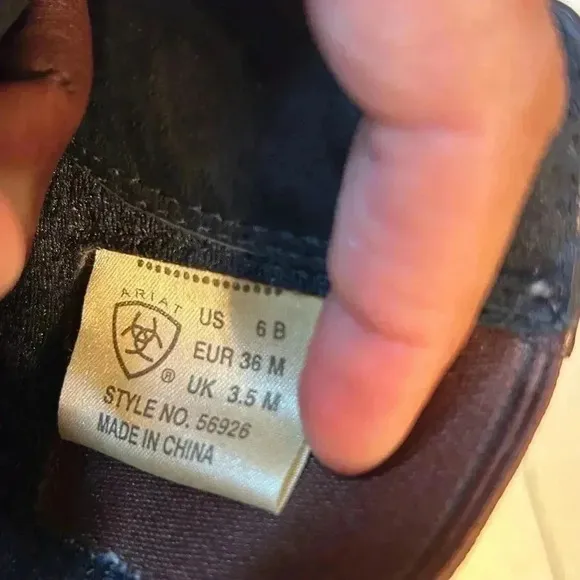 ARIAT
US 6 B
EUR 36 M
® UK 3.5 M
STYLE NO. 56926
MADE IN CHINA